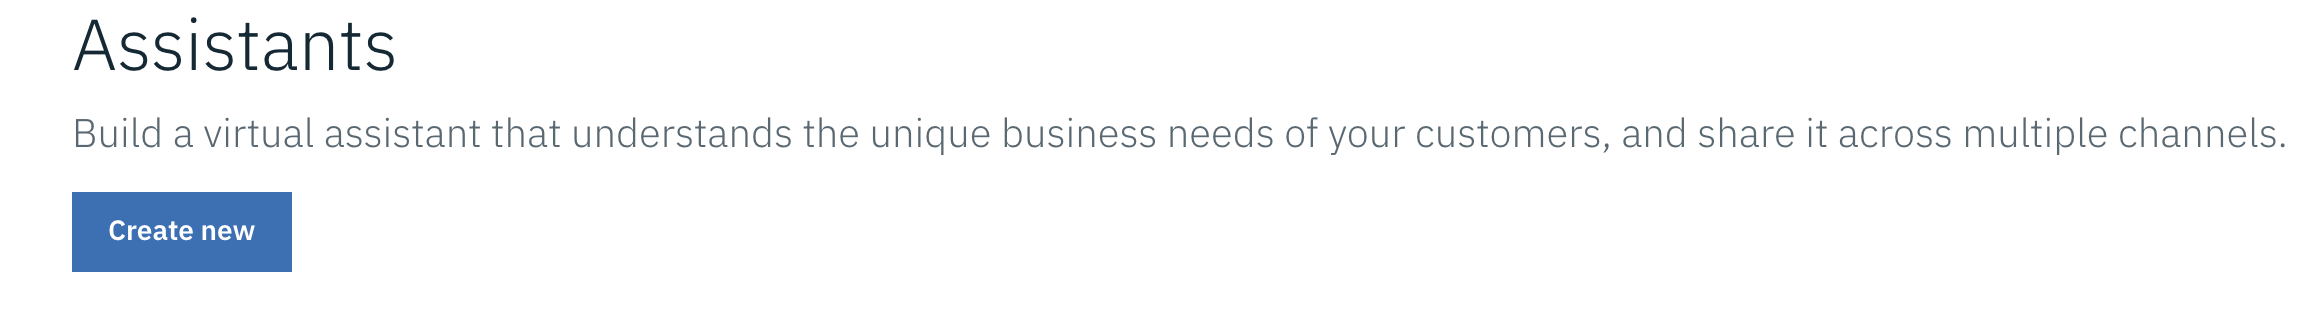 Assistants
Build a virtual assistant that understands the unique business needs of your customers, and share it across multiple channels.
Create new